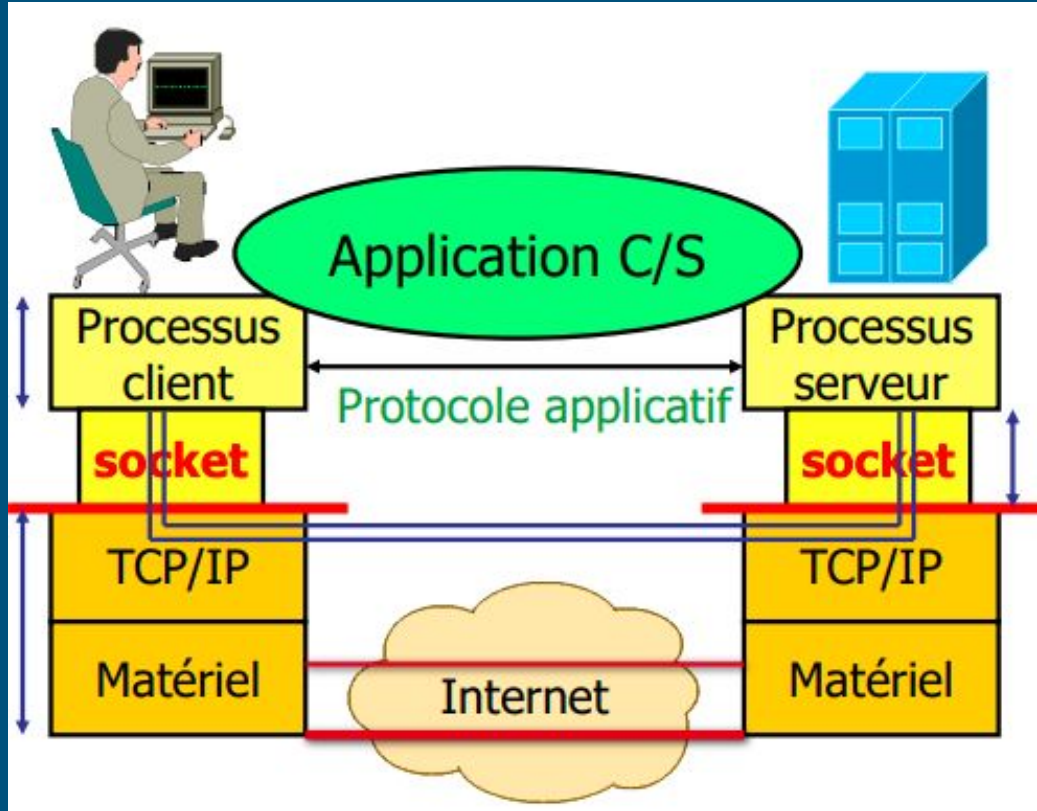 Application C/S
Processus
client
Processus
serveur
Protocole applicatif
socket
socket
TCP/IP
TCP/IP
Matériel
Internet
Matériel